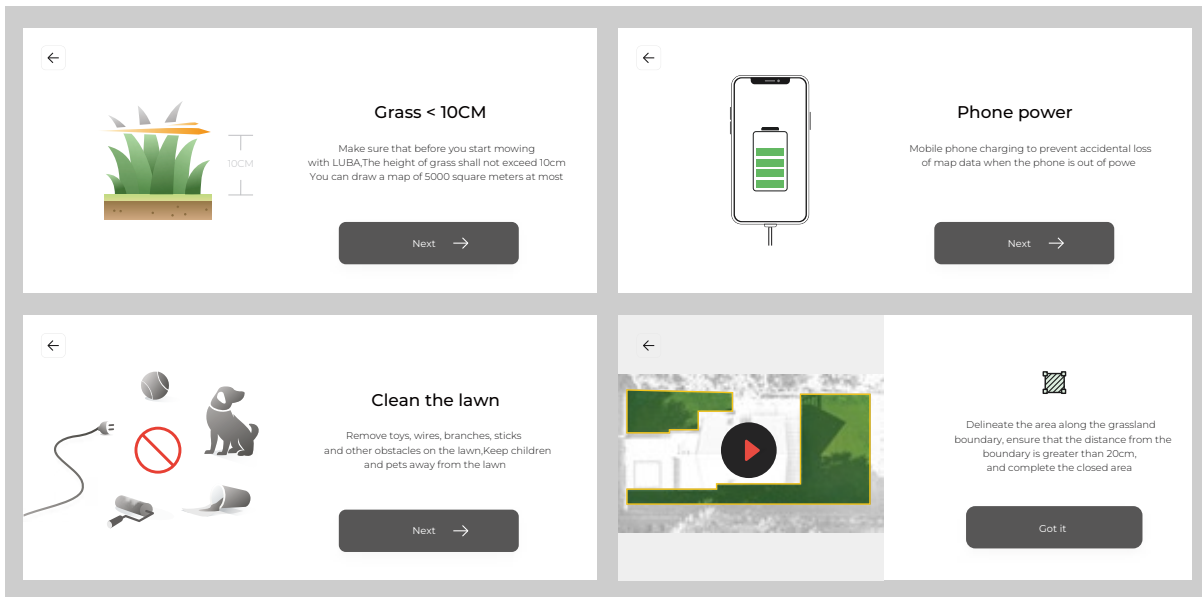 Grass < 10CM
10CM
Make sure that before you start mowing
with LUBA,The height of grass shall not exceed 10cm
You can draw a map of 5000 square meters at most
Next
Phone power
Mobile phone charging to prevent accidental loss
of map data when the phone is out of powe
Next
Clean the lawn
Remove toys, wires, branches, sticks
and other obstacles on the lawn,Keep children
and pets away from the lawn
Next
Delineate the area along the grassland
boundary, ensure that the distance from the
boundary is greater than 20cm,
and complete the closed area
Got it